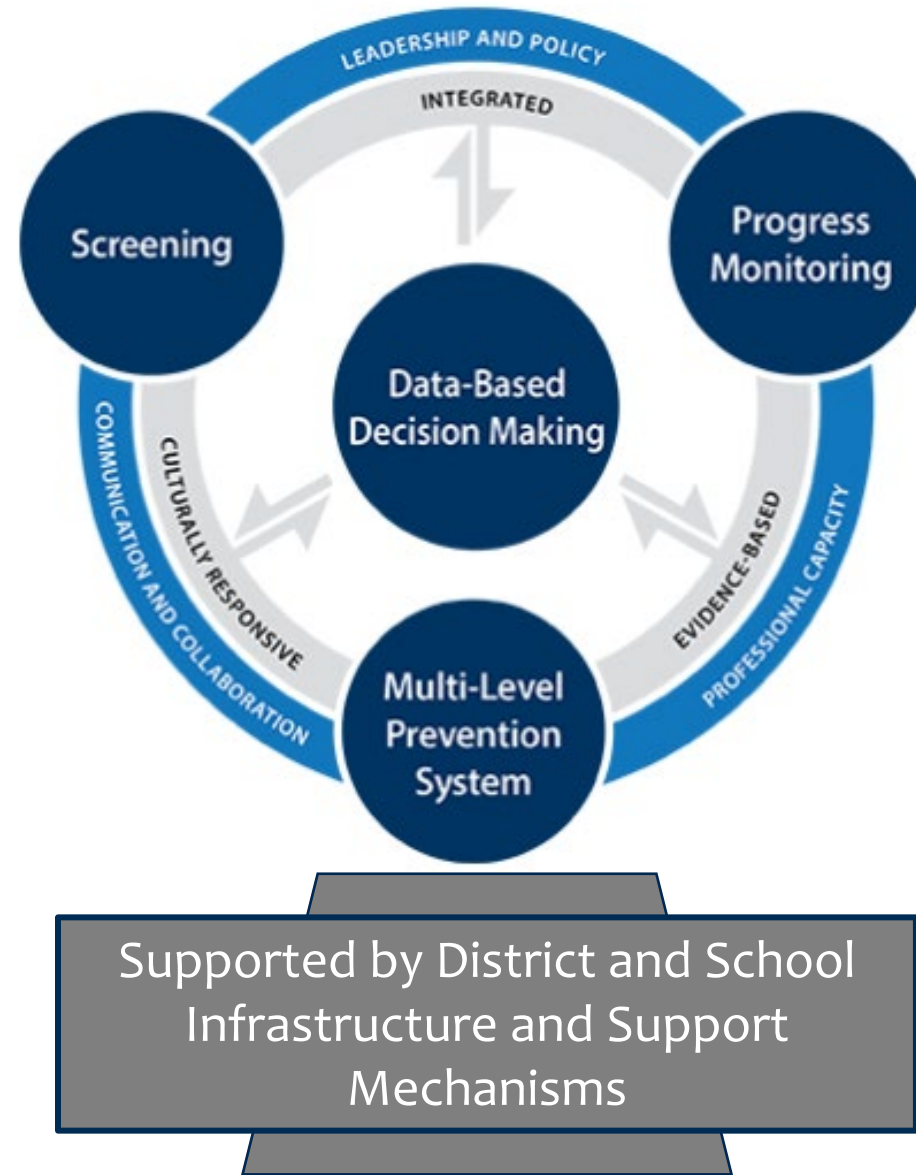 LEADERSHIP AND POLICY
INTEGRATED
Screening
Progress
Monitoring
Data-Based
Decision Making
COMMUNICATION AND COLLABORATION
CULTURALLY RESPONSIVE
EVIDENCE-BASED
PROFESSIONAL CAPACITY
Multi-Level
Prevention
System
Supported by District and School
Infrastructure and Support
Mechanisms